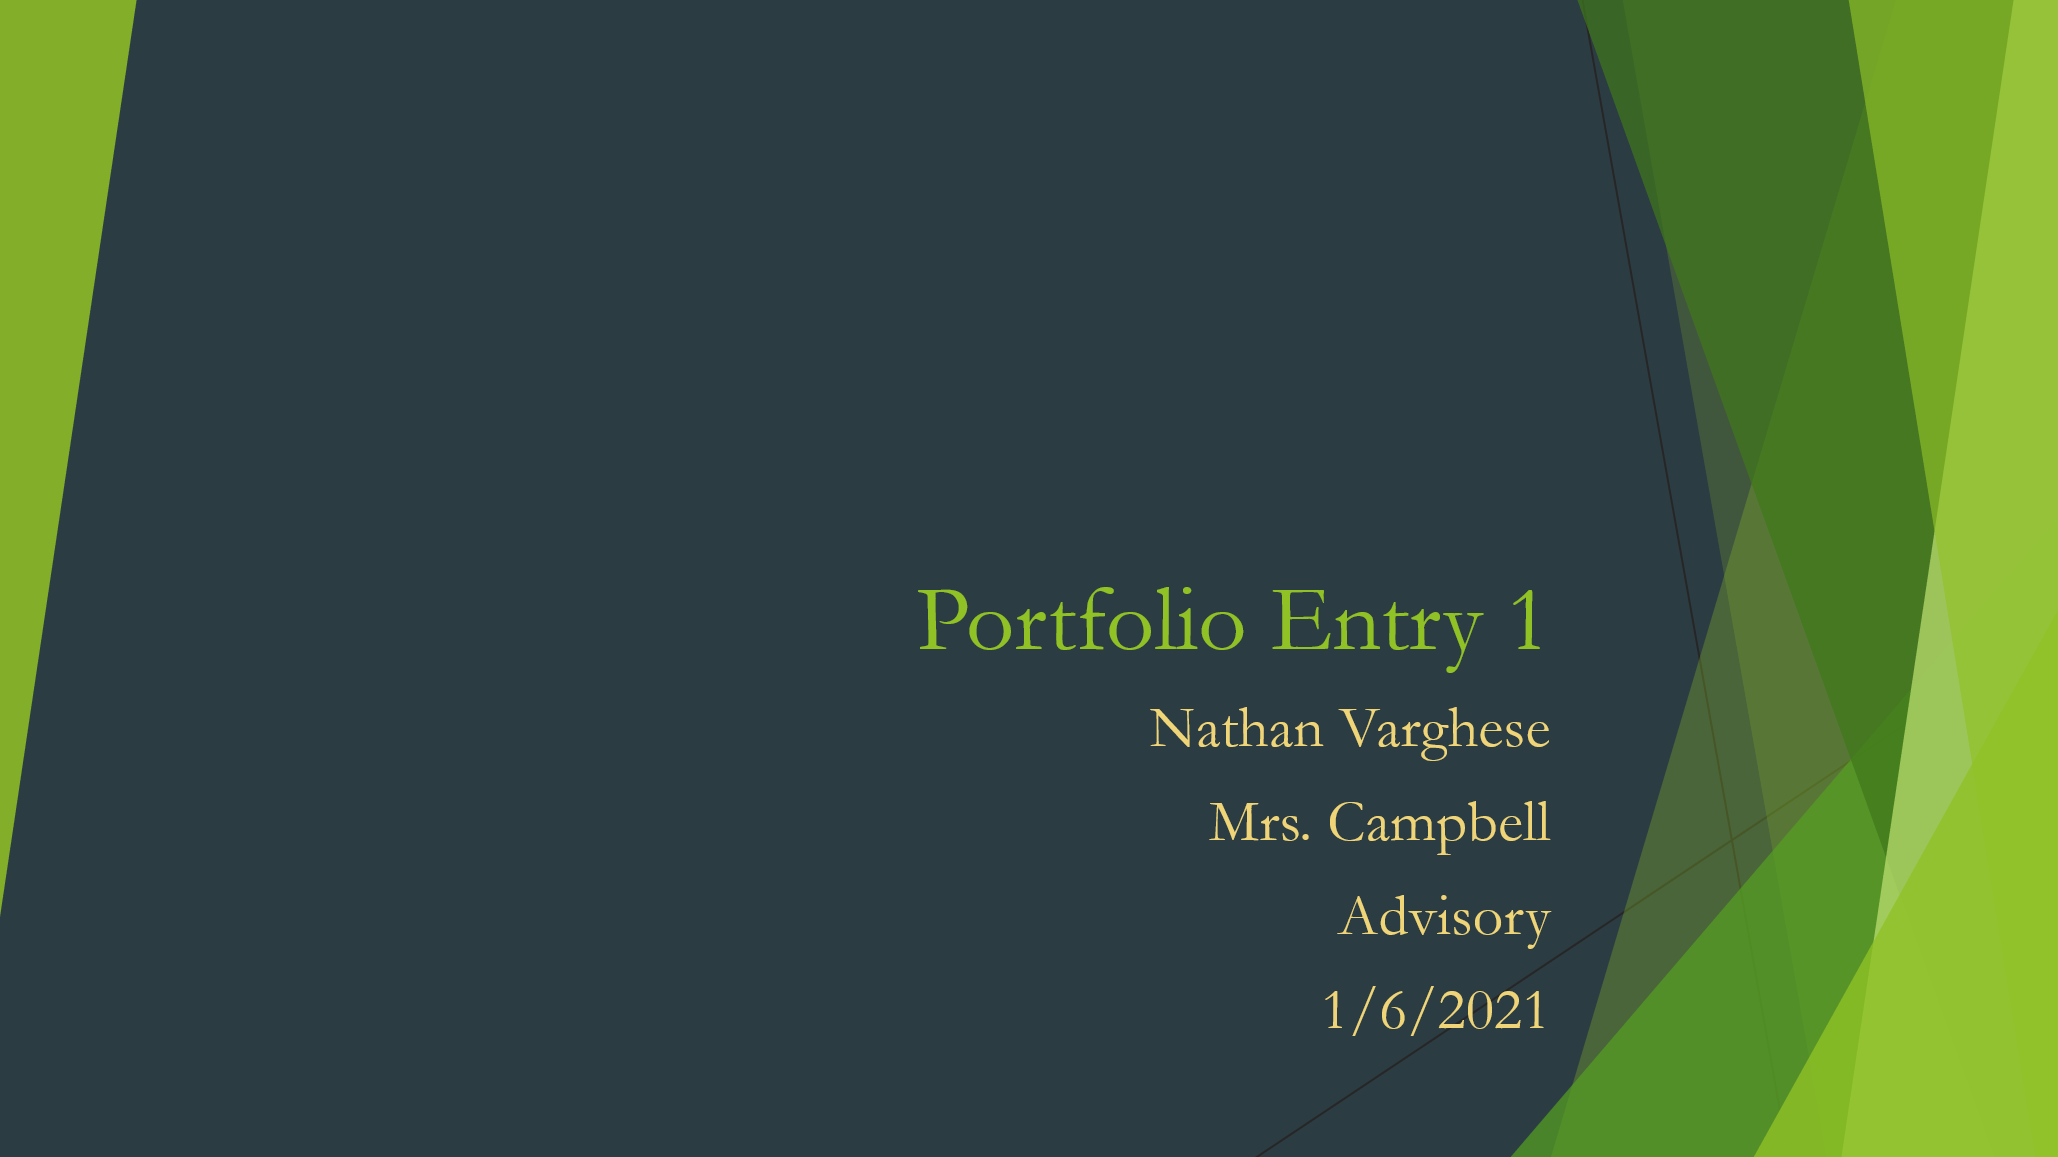 Portfolio Entry 1
Nathan Varghese
Mrs. Campbell
Advisory
1/6/2021